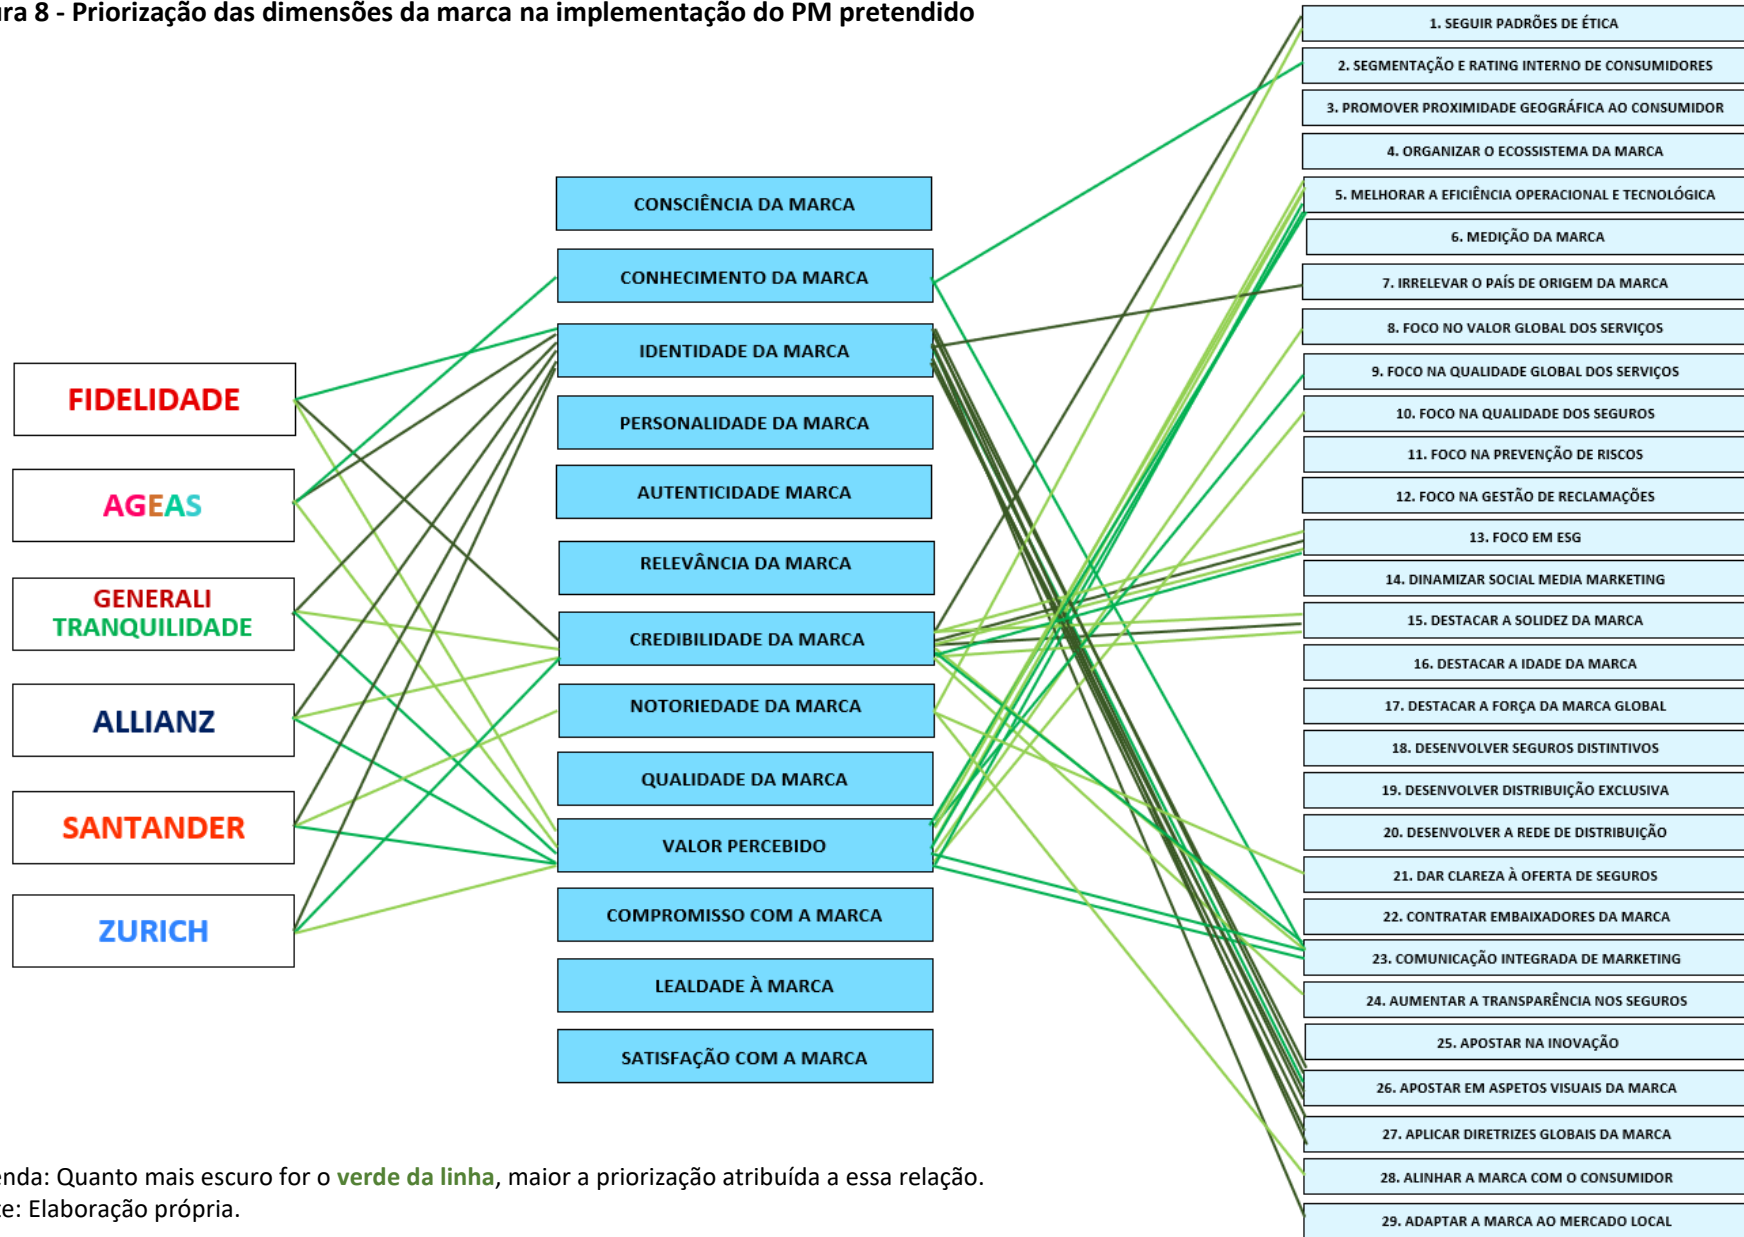 ura 8 - Priorização das dimensões da marca na implementação do PM pretendido
FIDELIDADE
AGEAS
GENERALI
TRANQUILIDADE
ALLIANZ
SANTANDER
ZURICH
CONSCIÊNCIA DA MARCA
CONHECIMENTO DA MARCA
IDENTIDADE DA MARCA
PERSONALIDADE DA MARCA
AUTENTICIDADE MARCA
RELEVÂNCIA DA MARCA
CREDIBILIDADE DA MARCA
NOTORIEDADE DA MARCA
QUALIDADE DA MARCA
VALOR PERCEBIDO
COMPROMISSO COM A MARCA
LEALDADE À MARCA
SATISFAÇÃO COM A MARCA
1. SEGUIR PADRÕES DE ÉTICA
2. SEGMENTAÇÃO E RATING INTERNO DE CONSUMIDORES
3. PROMOVER PROXIMIDADE GEOGRÁFICA AO CONSUMIDOR
4. ORGANIZAR O ECOSSISTEMA DA MARCA
5. MELHORAR A EFICIÊNCIA OPERACIONAL E TECNOLÓGICA
6. MEDIÇÃO DA MARCA
7. IRRELEVAR O PAÍS DE ORIGEM DA MARCA
8. FOCO NO VALOR GLOBAL DOS SERVIÇOS
9. FOCO NA QUALIDADE GLOBAL DOS SERVIÇOS
10. FOCO NA QUALIDADE DOS SEGUROS
11. FOCO NA PREVENÇÃO DE RISCOS
12. FOCO NA GESTÃO DE RECLAMAÇÕES
13. FOCO EM ESG
14. DINAMIZAR SOCIAL MEDIA MARKETING
15. DESTACAR A SOLIDEZ DA MARCA
16. DESTACAR A IDADE DA MARCA
17. DESTACAR A FORÇA DA MARCA GLOBAL
18. DESENVOLVER SEGUROS DISTINTIVOS
19. DESENVOLVER DISTRIBUIÇÃO EXCLUSIVA
20. DESENVOLVER A REDE DE DISTRIBUIÇÃO
21. DAR CLAREZA À OFERTA DE SEGUROS
22. CONTRATAR EMBAIXADORES DA MARCA
23. COMUNICAÇÃO INTEGRADA DE MARKETING
24. AUMENTAR A TRANSPARÊNCIA NOS SEGUROS
25. APOSTAR NA INOVAÇÃO
26. APOSTAR EM ASPETOS VISUAIS DA MARCA
27. APLICAR DIRETRIZES GLOBAIS DA MARCA
28. ALINHAR A MARCA COM O CONSUMIDOR
29. ADAPTAR A MARCA AO MERCADO LOCAL
enda: Quanto mais escuro for o verde da linha, maior a priorização atribuída a essa relação.
te: Elaboração própria.